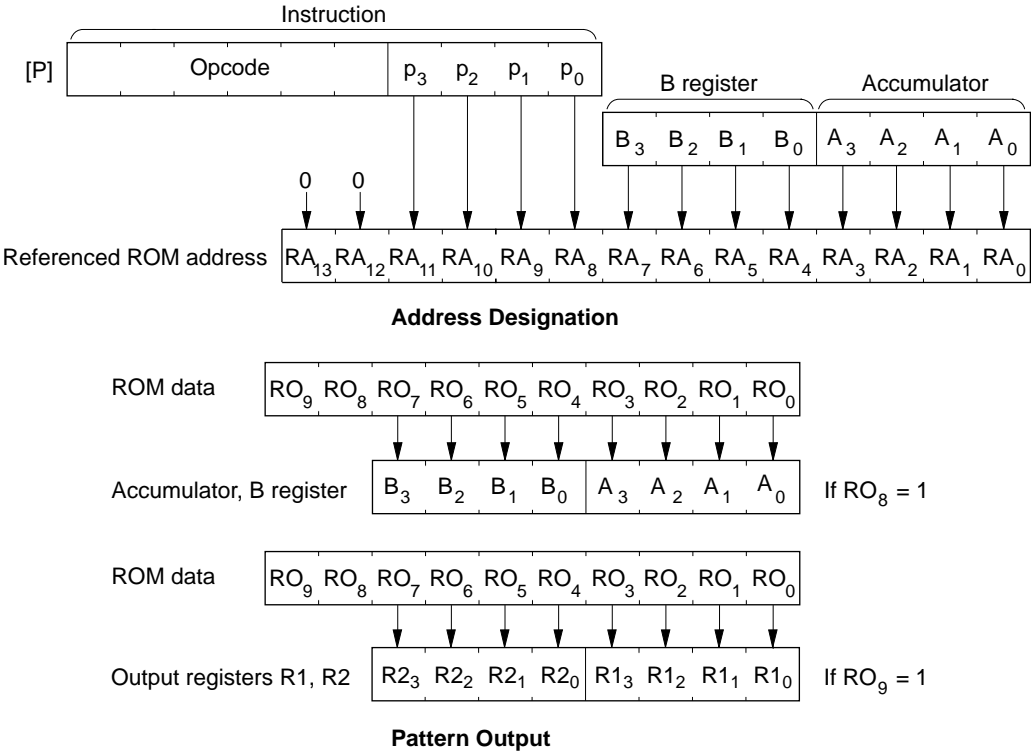 Instruction
[P] Opcode p3 p2 p1 p0
B register Accumulator
B3 B2 B1 B0 A3 A2 A1 A0
0 0
Referenced ROM address RA13 RA12 RA11 RA10 RA9 RA8 RA7 RA6 RA5 RA4 RA3 RA2 RA1 RA0
Address Designation
ROM data RO9 RO8 RO7 RO6 RO5 RO4 RO3 RO2 RO1 RO0
Accumulator, B register B3 B2 B1 B0 A3 A2 A1 A0 If RO8 = 1
ROM data RO9 RO8 RO7 RO6 RO5 RO4 RO3 RO2 RO1 RO0
Output registers R1, R2 R23 R22 R21 R20 R13 R12 R11 R10 If RO9 = 1
Pattern Output